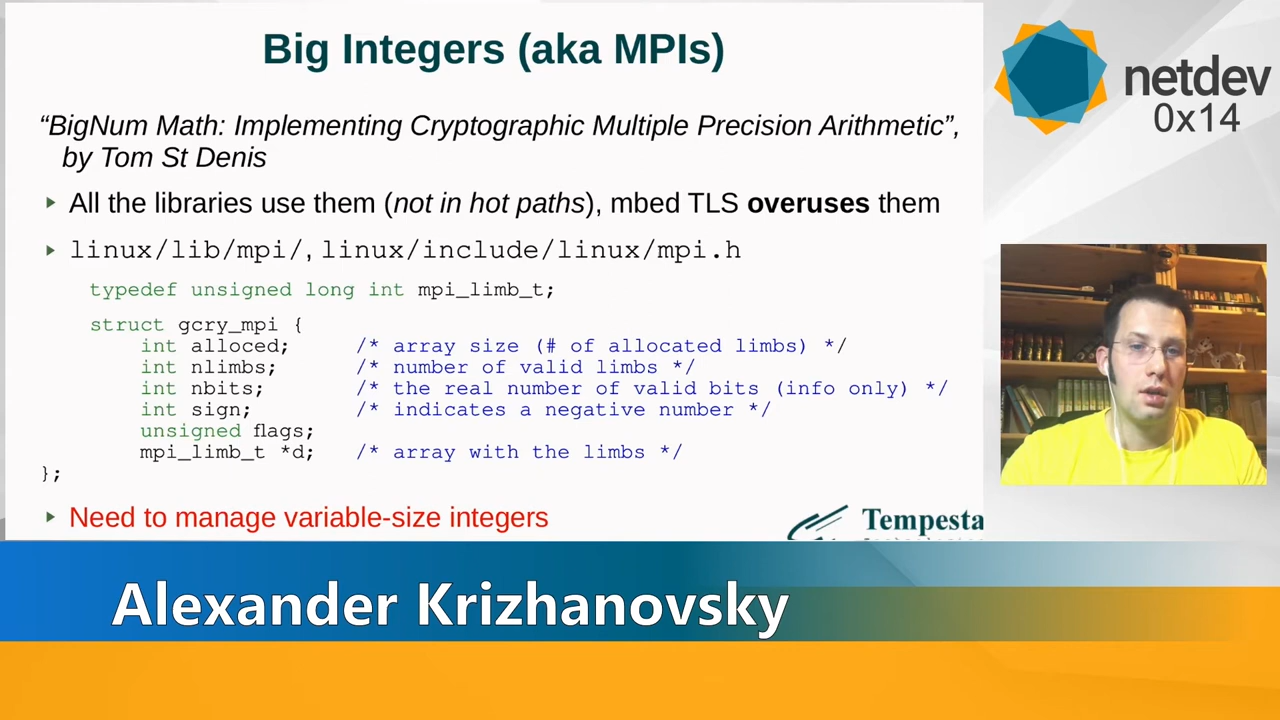 Big Integers (aka MPIs)
“BigNum Math: Implementing Cryptographic Multiple Precision Arithmetic”,
by Tom St Denis
All the libraries use them (not in hot paths), mbed TLS overuses them
linux/lib/mpi/, linux/include/linux/mpi.h
typedef unsigned long int mpi_limb_t;
struct gcry_mpi {
int alloced; /* array size (# of allocated limbs) */
int nlimbs; /* number of valid limbs */
int nbits; /* the real number of valid bits (info only) */
int sign; /* indicates a negative number */
unsigned flags;
mpi_limb_t *d; /* array with the limbs */
};
Need to manage variable-size integers
Tempesta
netdev
0x14
Alexander Krizhanovsky